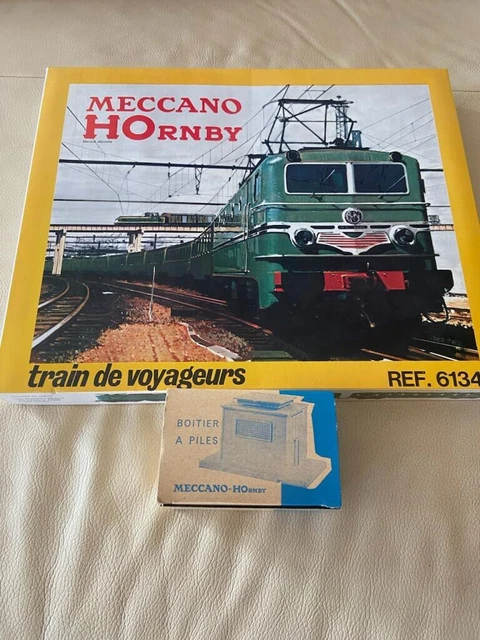 MECCANO
HORNBY
train de voyageurs
REF. 6134
BOITIER
A PILES
MECCANO-HORNBY